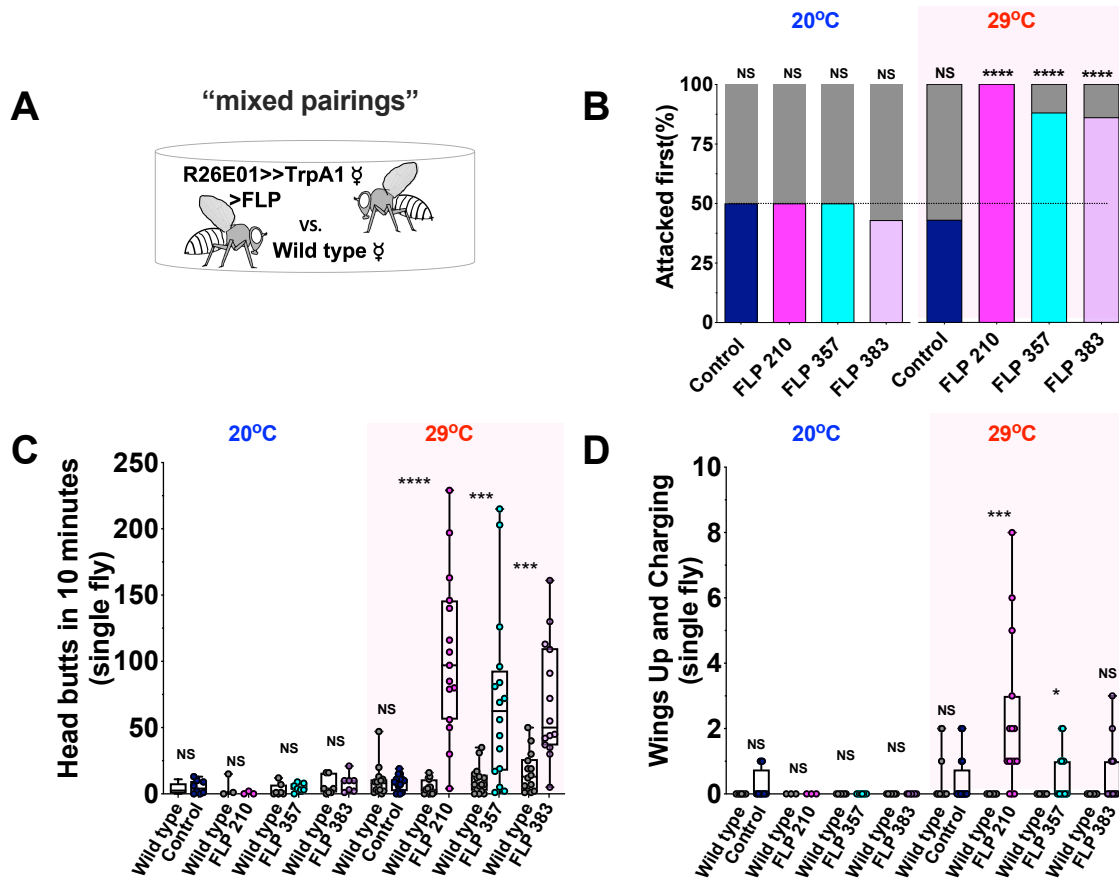 A
“mixed pairings”
R26E01>>TrpA1 ☿
>FLP
vs.
Wild type ☿
B
20°C
29°C
NS
NS
NS
NS
NS
****
****
****
Attacked first(%)
100
75
50
25
0
Control
FLP 210
FLP 357
FLP 383
Control
FLP 210
FLP 357
FLP 383
C
20°C
29°C
Head butts in 10 minutes
(single fly)
250
200
150
100
50
0
NS
NS
NS
NS
NS
****
***
***
Wild type
Control
Wild type
FLP 210
Wild type
FLP 357
Wild type
FLP 383
Wild type
Control
Wild type
FLP 210
Wild type
FLP 357
Wild type
FLP 383
D
20°C
29°C
Wings Up and Charging
(single fly)
10
8
6
4
2
0
NS
NS
NS
NS
NS
***
*
NS
Wild type
Control
Wild type
FLP 210
Wild type
FLP 357
Wild type
FLP 383
Wild type
Control
Wild type
FLP 210
Wild type
FLP 357
Wild type
FLP 383